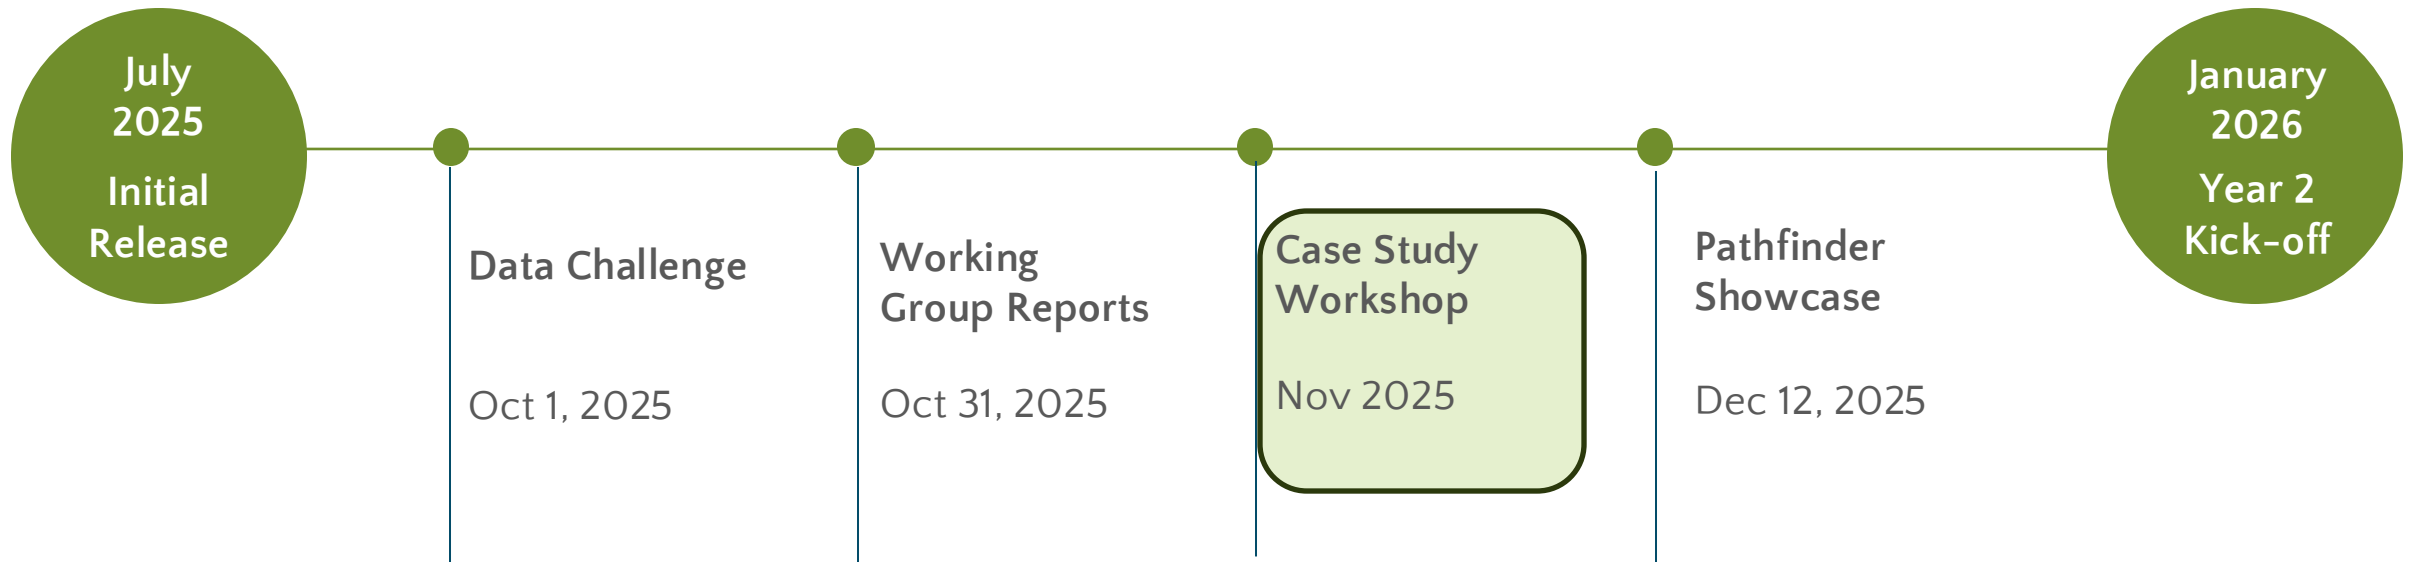 July
2025
Initial
Release
Data Challenge
Oct 1, 2025
Working
Group Reports
Oct 31, 2025
Case Study
Workshop
Nov 2025
Pathfinder
Showcase
Dec 12, 2025
January
2026
Year 2
Kick-off